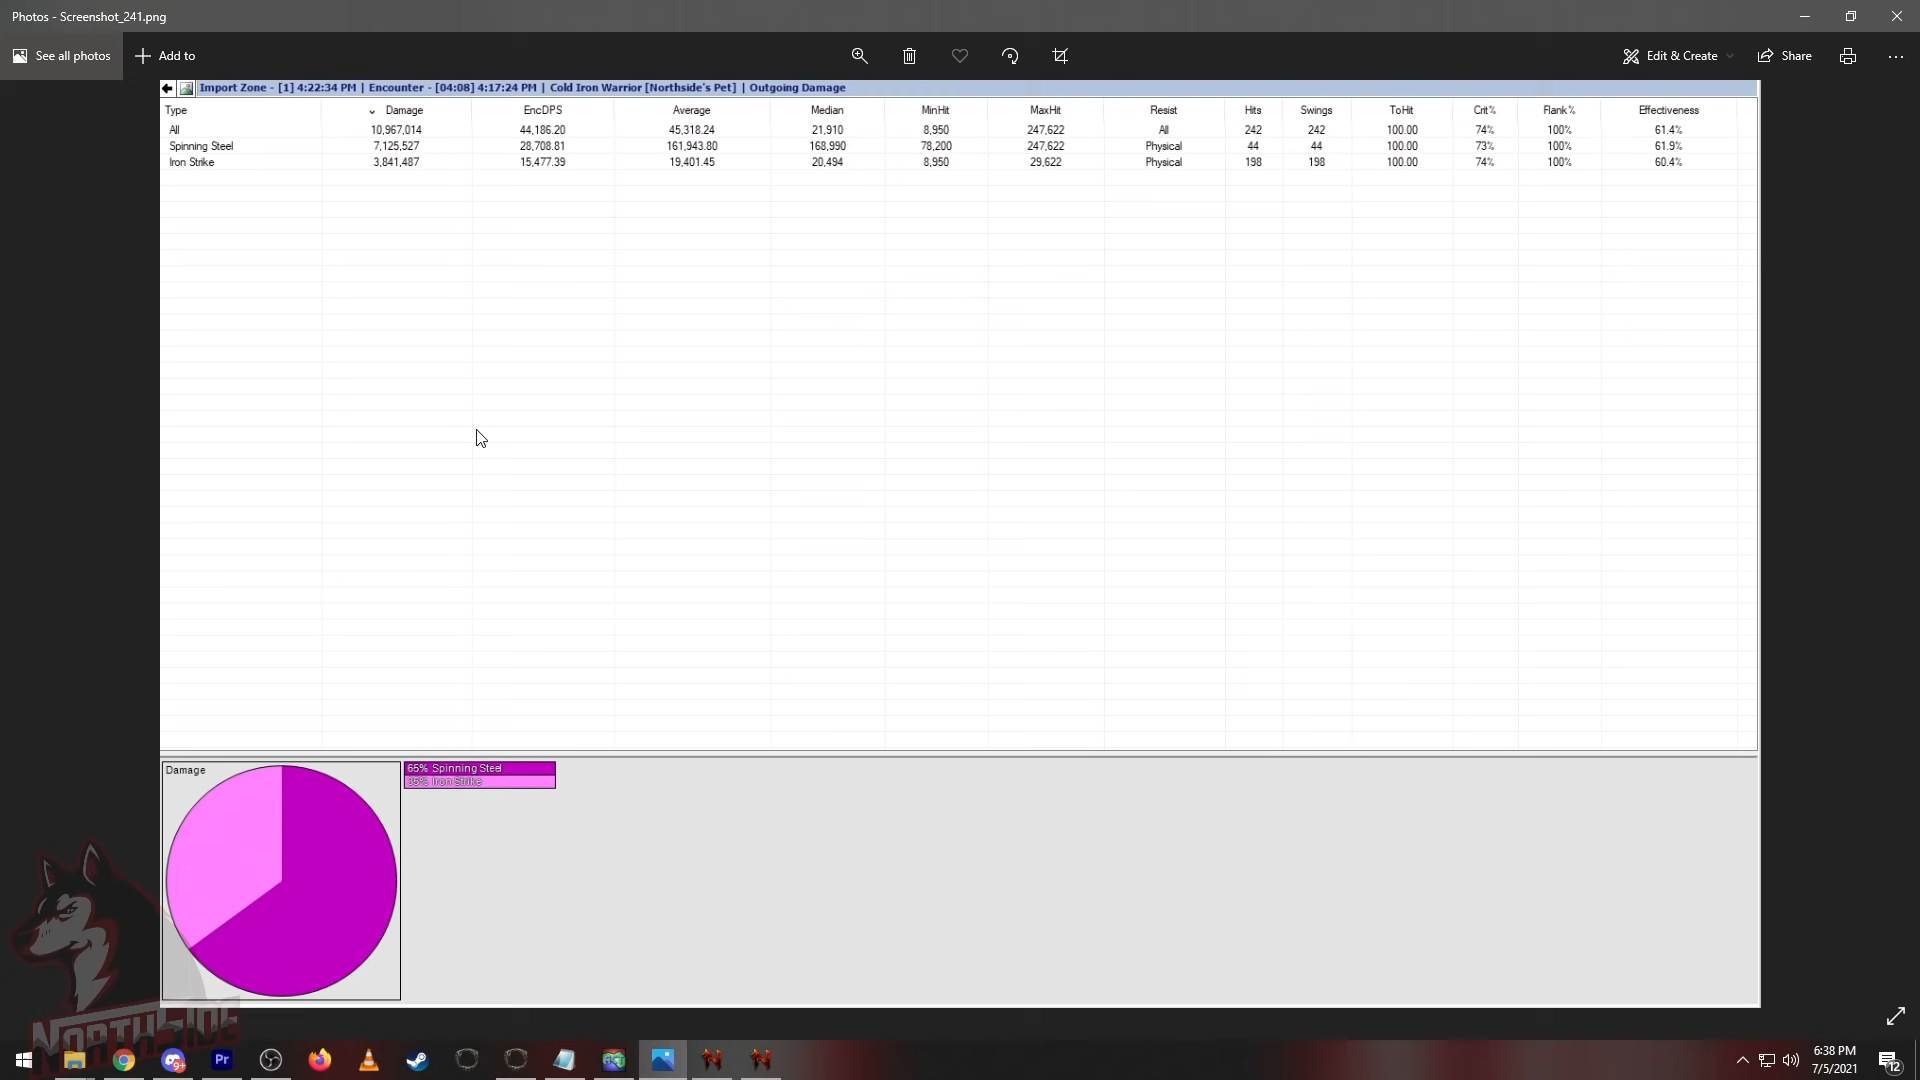 Photos - Screenshot_241.png
See all photos Add to Edit & Create Share
Import Zone - [1] 4:22:34 PM | Encounter - [04:08] 4:17:24 PM | Cold Iron Warrior [Northside's Pet] | Outgoing Damage
Type Damage EncDPS Average Median MinHit MaxHit Resist Hits Swings ToHit Crit% Flank% Effectiveness
All 10,967,014 44,186.20 45,318.24 21,910 8,950 247,622 All 242 242 100.00 74% 100% 61.4%
Spinning Steel 7,125,527 28,708.81 161,943.80 168,990 78,200 247,622 Physical 44 44 100.00 73% 100% 61.9%
Iron Strike 3,841,487 15,477.39 19,401.45 20,494 8,950 29,622 Physical 198 198 100.00 74% 100% 60.4%
Damage
65% Spinning Steel
35% Iron Strike
NORTHSIDE
9+
Pr
6:38 PM
7/5/2021
12